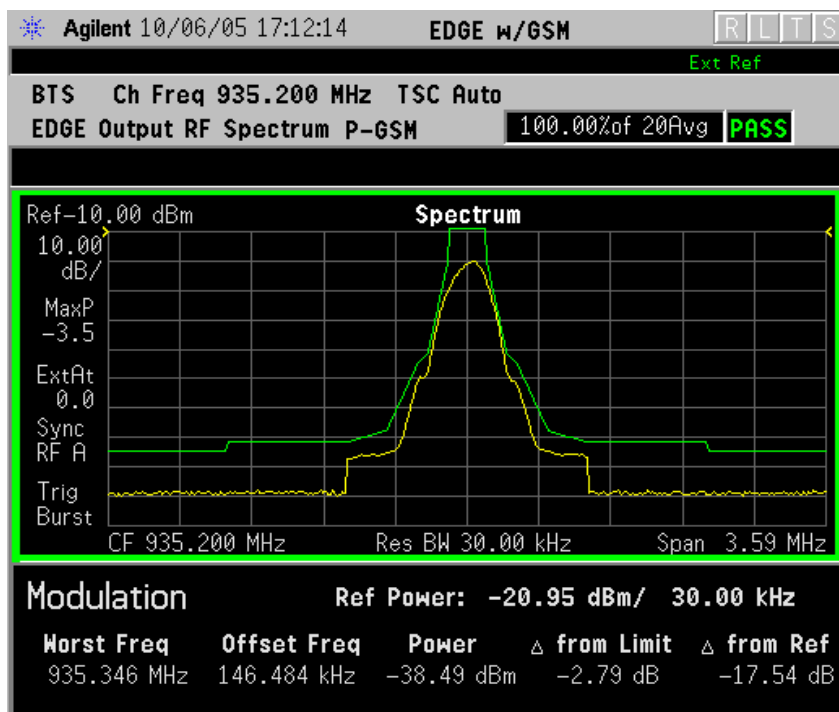 Agilent 10/06/05 17:12:14 EDGE w/GSM R L T S
Ext Ref
BTS Ch Freq 935.200 MHz TSC Auto
EDGE Output RF Spectrum P-GSM 100.00%of 20Avg PASS
Ref-10.00 dBm Spectrum
10.00
dB/
MaxP
-3.5
ExtAt
0.0
Sync
RF A
Trig
Burst
CF 935.200 MHz Res BW 30.00 kHz Span 3.59 MHz
Modulation Ref Power: -20.95 dBm/ 30.00 kHz
Worst Freq Offset Freq Power △ from Limit △ from Ref
935.346 MHz 146.484 kHz -38.49 dBm -2.79 dB -17.54 dB